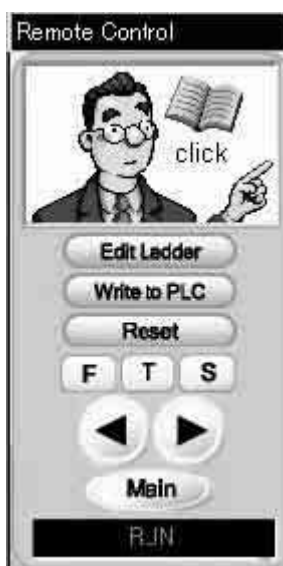 Remote Control
click
Edit Ladder
Write to PLC
Reset
F T S
Main
RUN